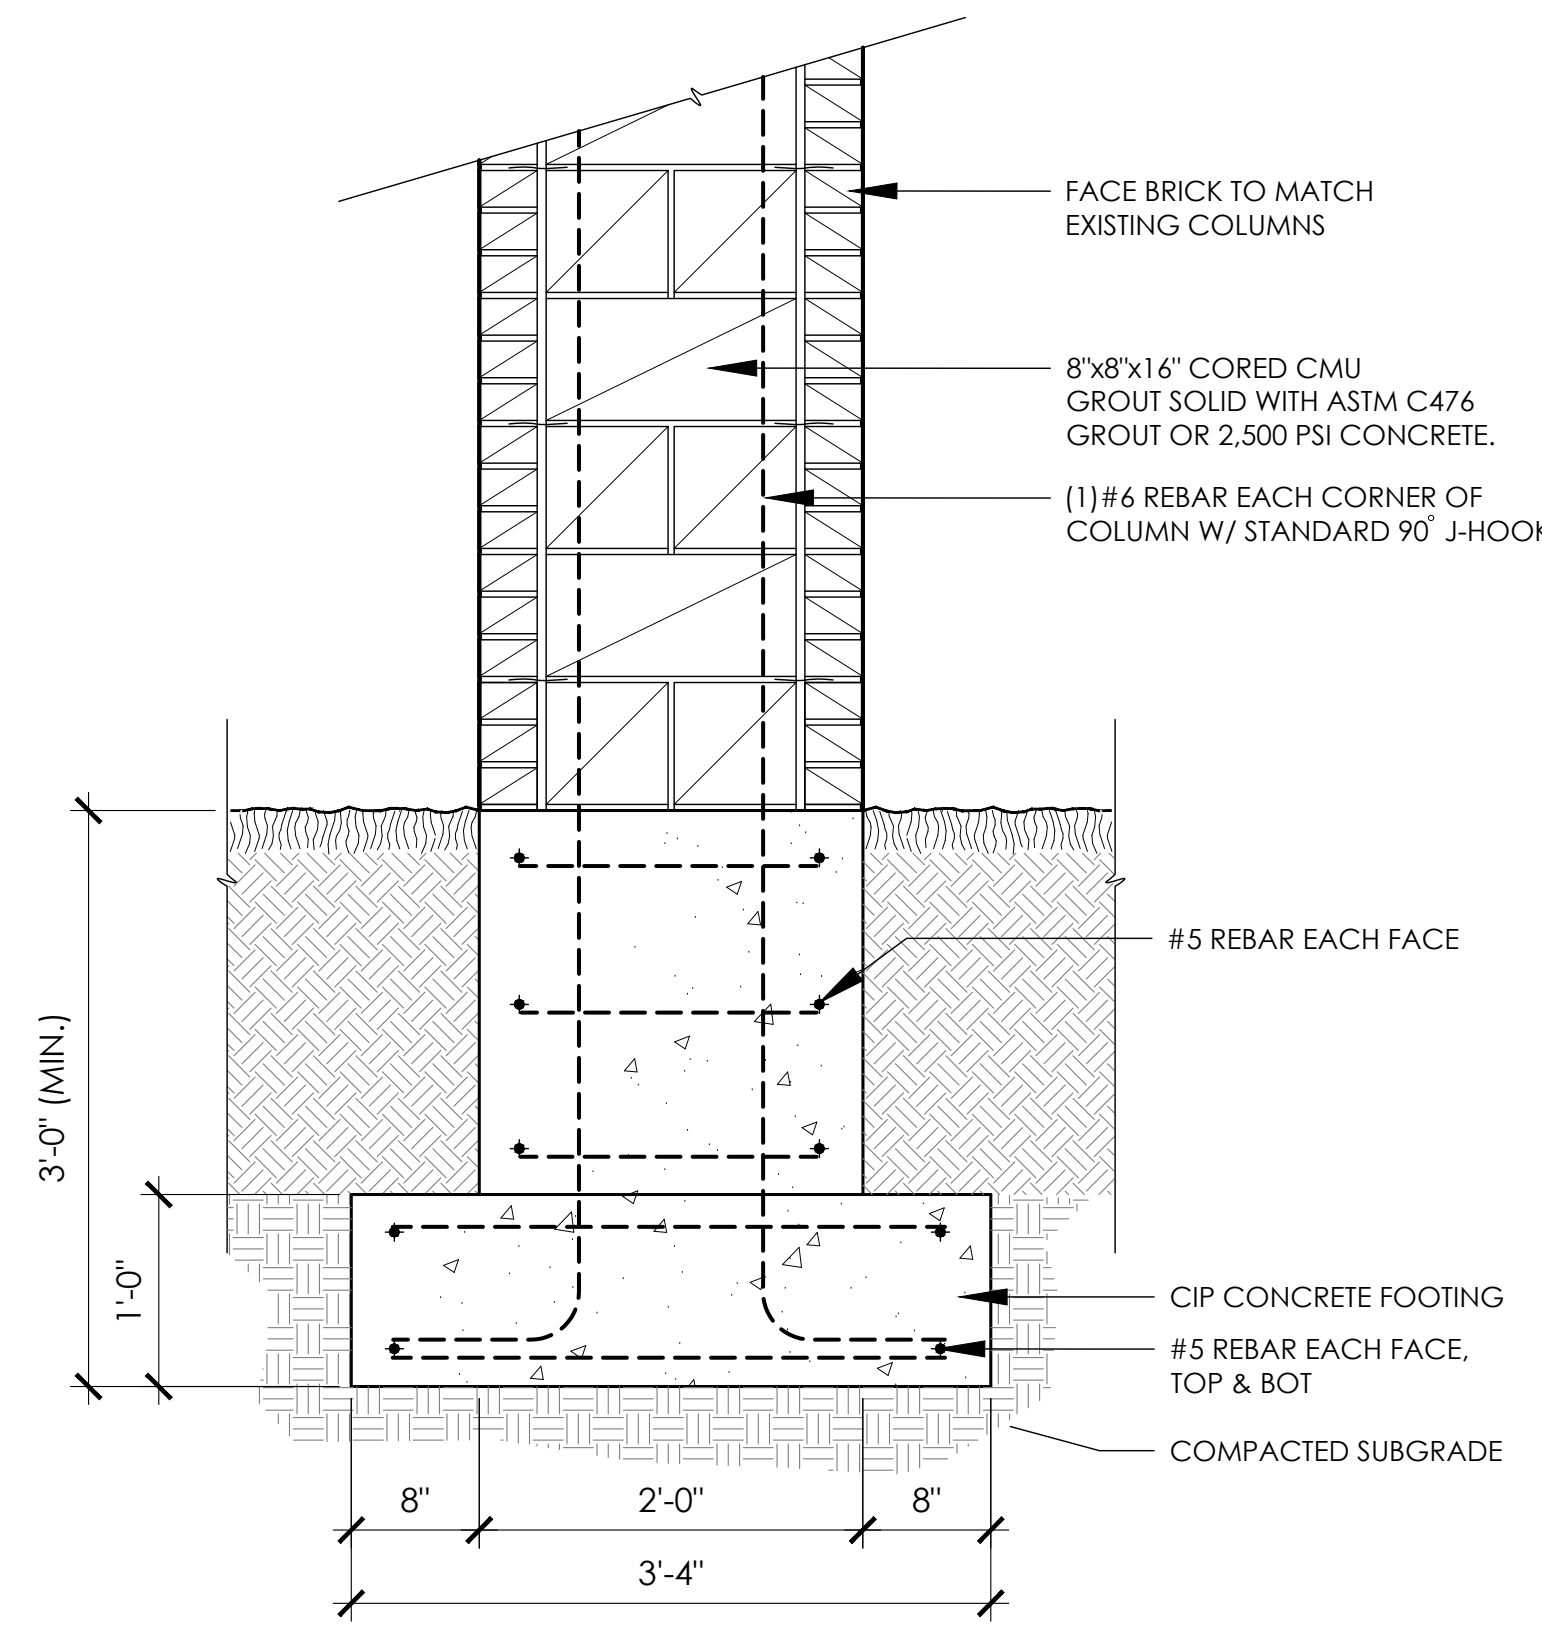 FACE BRICK TO MATCH
EXISTING COLUMNS
8"x8"x16" CORED CMU
GROUT SOLID WITH ASTM C476
GROUT OR 2,500 PSI CONCRETE.
(1)#6 REBAR EACH CORNER OF
COLUMN W/ STANDARD 90° J-HOOK
#5 REBAR EACH FACE
3'-0" (MIN.)
1'-0"
CIP CONCRETE FOOTING
#5 REBAR EACH FACE,
TOP & BOT
COMPACTED SUBGRADE
8" 2'-0" 8"
3'-4"